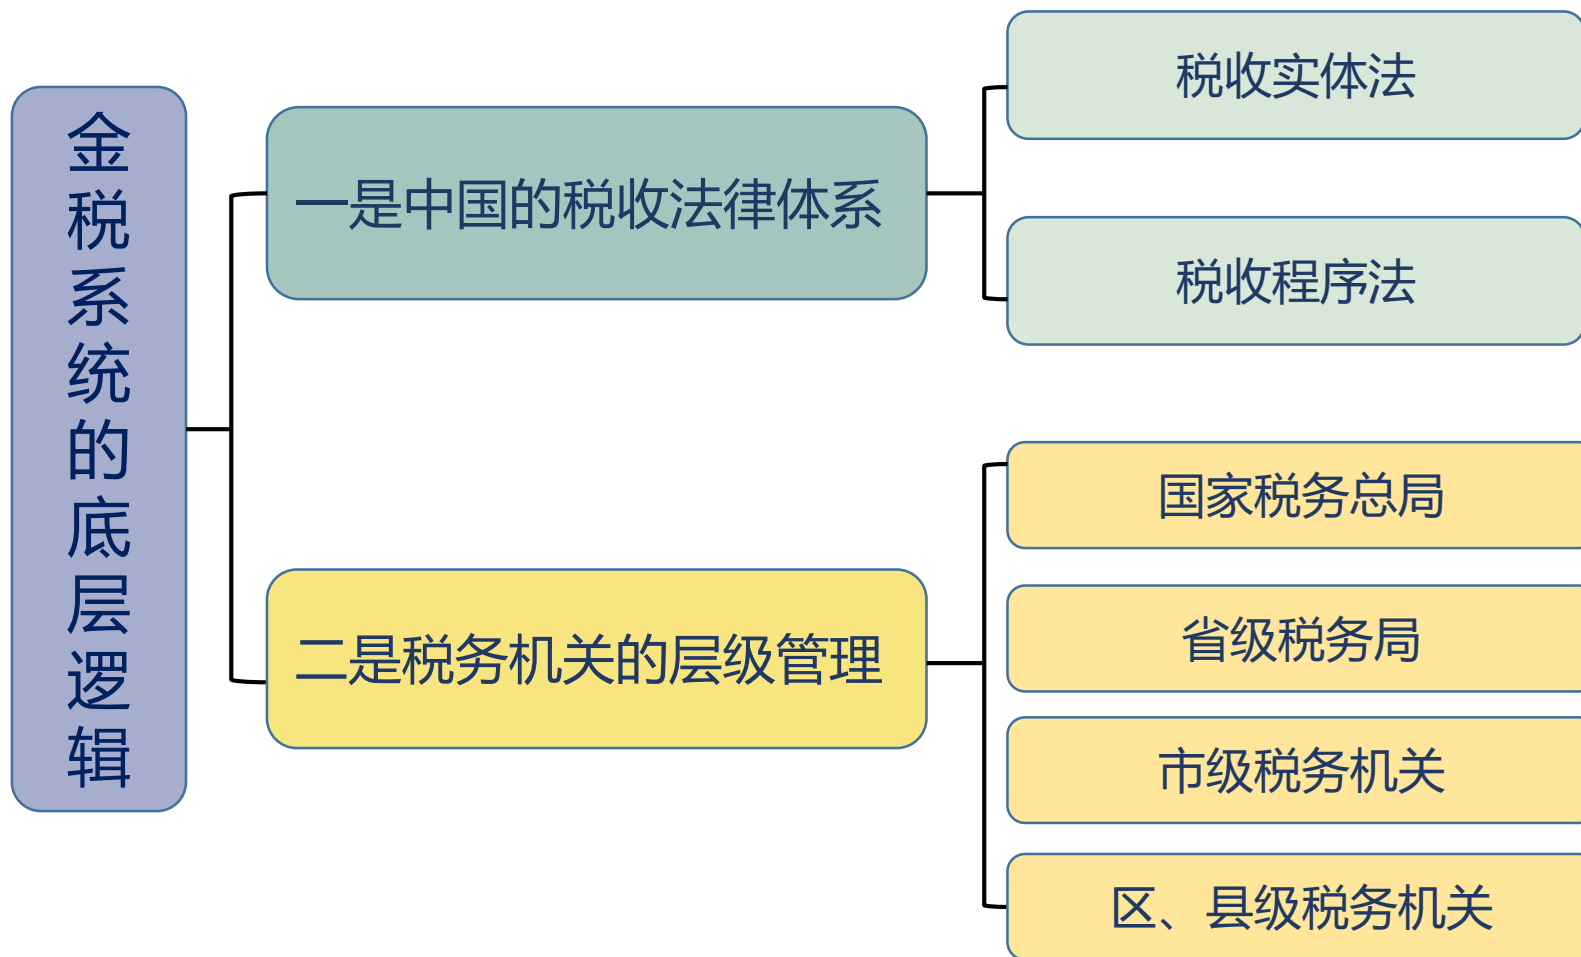 金税系统的底层逻辑
一是中国的税收法律体系
税收实体法
税收程序法
二是税务机关的层级管理
国家税务总局
省级税务局
市级税务机关
区、县级税务机关